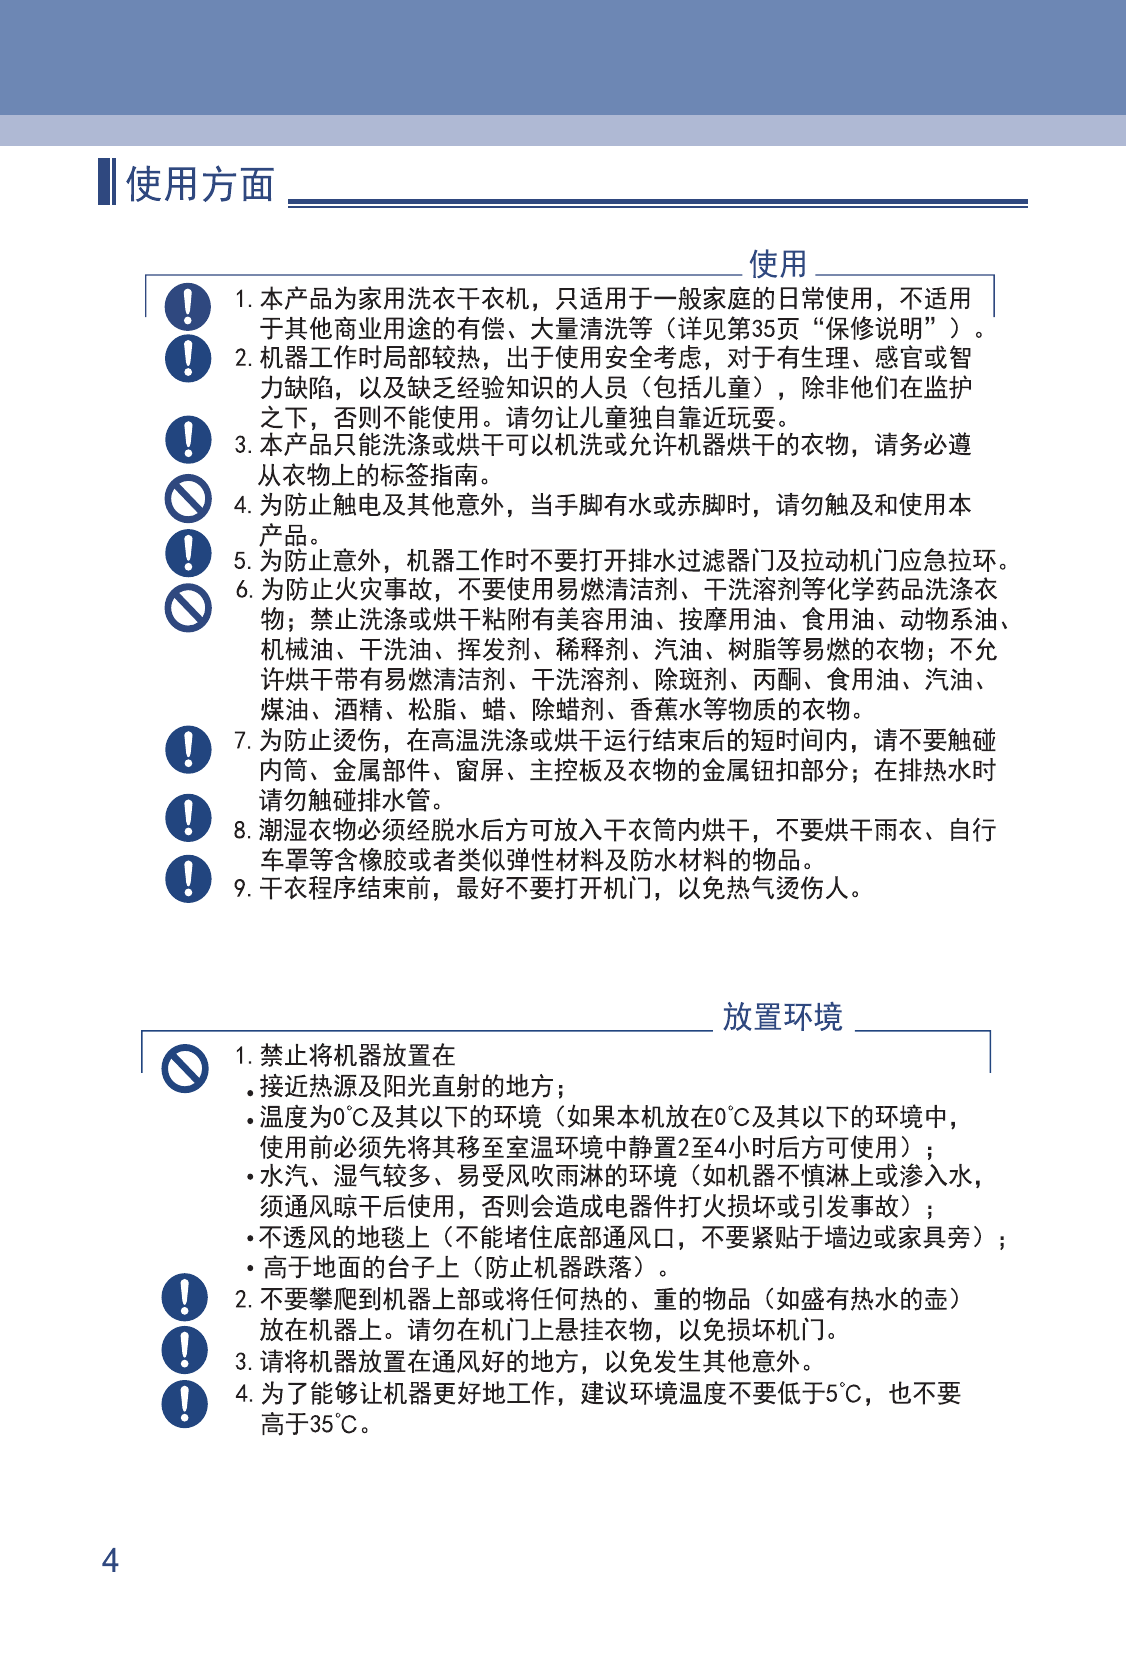 使用方面
使用
1. 本产品为家用洗衣干衣机，只适用于一般家庭的日常使用，不适用
于其他商业用途的有偿、大量清洗等（详见第35页“保修说明”）。
2. 机器工作时局部较热，出于使用安全考虑，对于有生理、感官或智
力缺陷，以及缺乏经验知识的人员（包括儿童），除非他们在监护
之下，否则不能使用。请勿让儿童独自靠近玩耍。
3. 本产品只能洗涤或烘干可以机洗或允许机器烘干的衣物，请务必遵
从衣物上的标签指南。
4. 为防止触电及其他意外，当手脚有水或赤脚时，请勿触及和使用本
产品。
5. 为防止意外，机器工作时不要打开排水过滤器门及拉动机门应急拉环。
6. 为防止火灾事故，不要使用易燃清洁剂、干洗溶剂等化学药品洗涤衣
物；禁止洗涤或烘干粘附有美容用油、按摩用油、食用油、动物系油、
机械油、干洗油、挥发剂、稀释剂、汽油、树脂等易燃的衣物；不允
许烘干带有易燃清洁剂、干洗溶剂、除斑剂、丙酮、食用油、汽油、
煤油、酒精、松脂、蜡、除蜡剂、香蕉水等物质的衣物。
7. 为防止烫伤，在高温洗涤或烘干运行结束后的短时间内，请不要触碰
内筒、金属部件、窗屏、主控板及衣物的金属钮扣部分；在排热水时
请勿触碰排水管。
8. 潮湿衣物必须经脱水后方可放入干衣筒内烘干，不要烘干雨衣、自行
车罩等含橡胶或者类似弹性材料及防水材料的物品。
9. 干衣程序结束前，最好不要打开机门，以免热气烫伤人。
放置环境
1. 禁止将机器放置在
• 接近热源及阳光直射的地方；
• 温度为0℃及其以下的环境（如果本机放在0℃及其以下的环境中，
使用前必须先将其移至室温环境中静置2至4小时后方可使用）；
• 水汽、湿气较多、易受风吹雨淋的环境（如机器不慎淋上或渗入水，
须通风晾干后使用，否则会造成电器件打火损坏或引发事故）；
• 不透风的地毯上（不能堵住底部通风口，不要紧贴于墙边或家具旁）；
• 高于地面的台子上（防止机器跌落）。
2. 不要攀爬到机器上部或将任何热的、重的物品（如盛有热水的壶）
放在机器上。请勿在机门上悬挂衣物，以免损坏机门。
3. 请将机器放置在通风好的地方，以免发生其他意外。
4. 为了能够让机器更好地工作，建议环境温度不要低于5℃，也不要
高于35℃。
4